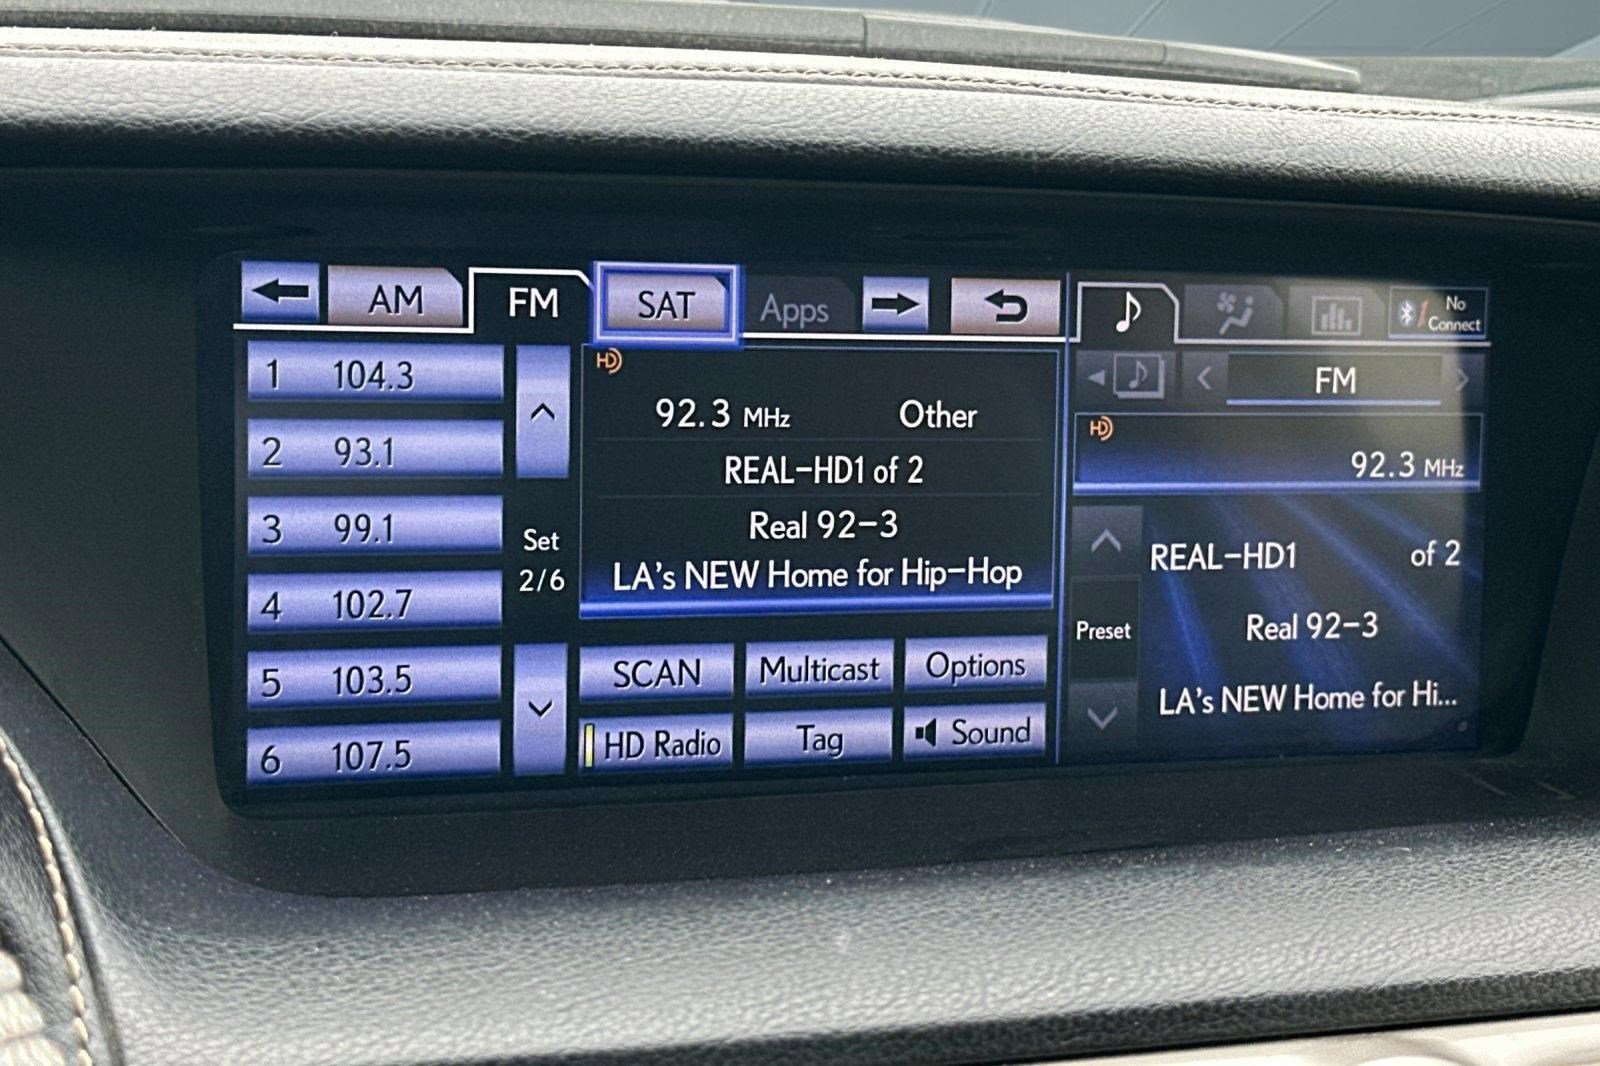 AM FM SAT Apps
No
Connect
1 104.3
2 93.1
3 99.1
4 102.7
5 103.5
6 107.5
Set
2/6
HD
92.3 MHz Other
REAL-HD1 of 2
Real 92-3
LA's NEW Home for Hip-Hop
SCAN Multicast Options
HD Radio Tag Sound
FM
HD
92.3 MHz
REAL-HD1 of 2
Preset
Real 92-3
LA's NEW Home for Hi...